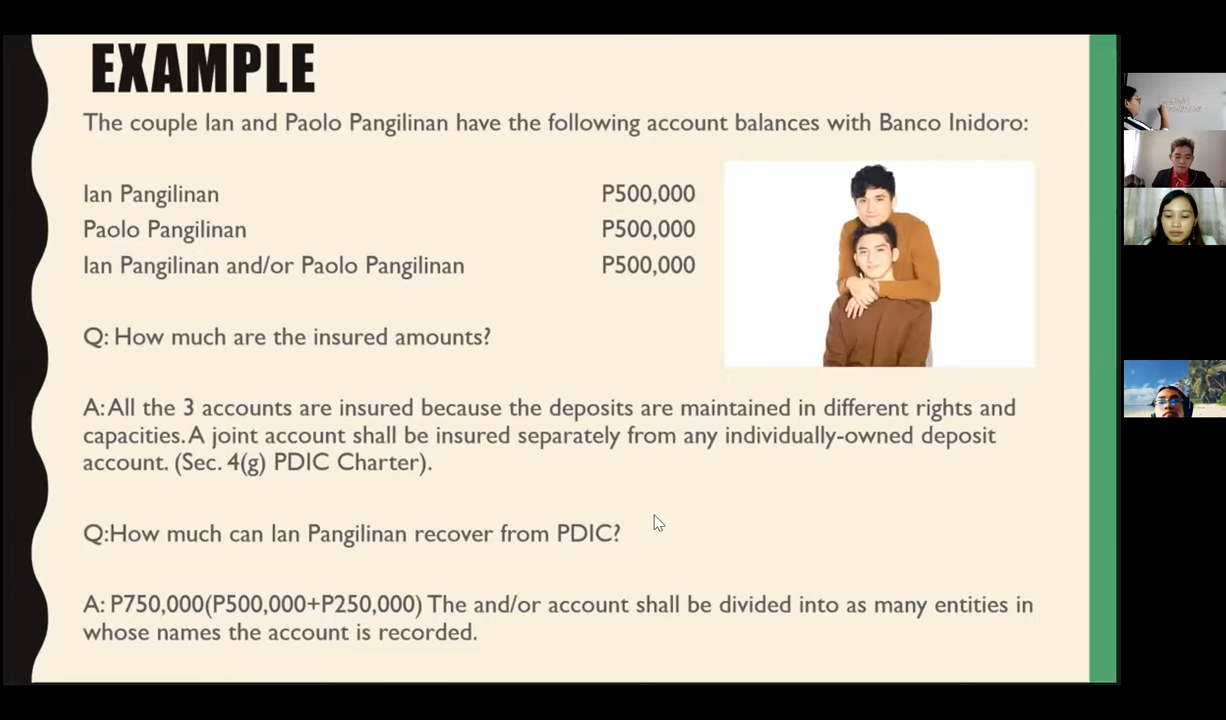 EXAMPLE
The couple Ian and Paolo Pangilinan have the following account balances with Banco Inidoro:
Ian Pangilinan P500,000
Paolo Pangilinan P500,000
Ian Pangilinan and/or Paolo Pangilinan P500,000
Q: How much are the insured amounts?
A: All the 3 accounts are insured because the deposits are maintained in different rights and
capacities. A joint account shall be insured separately from any individually-owned deposit
account. (Sec. 4(g) PDIC Charter).
Q:How much can Ian Pangilinan recover from PDIC?
A: P750,000(P500,000+P250,000) The and/or account shall be divided into as many entities in
whose names the account is recorded.